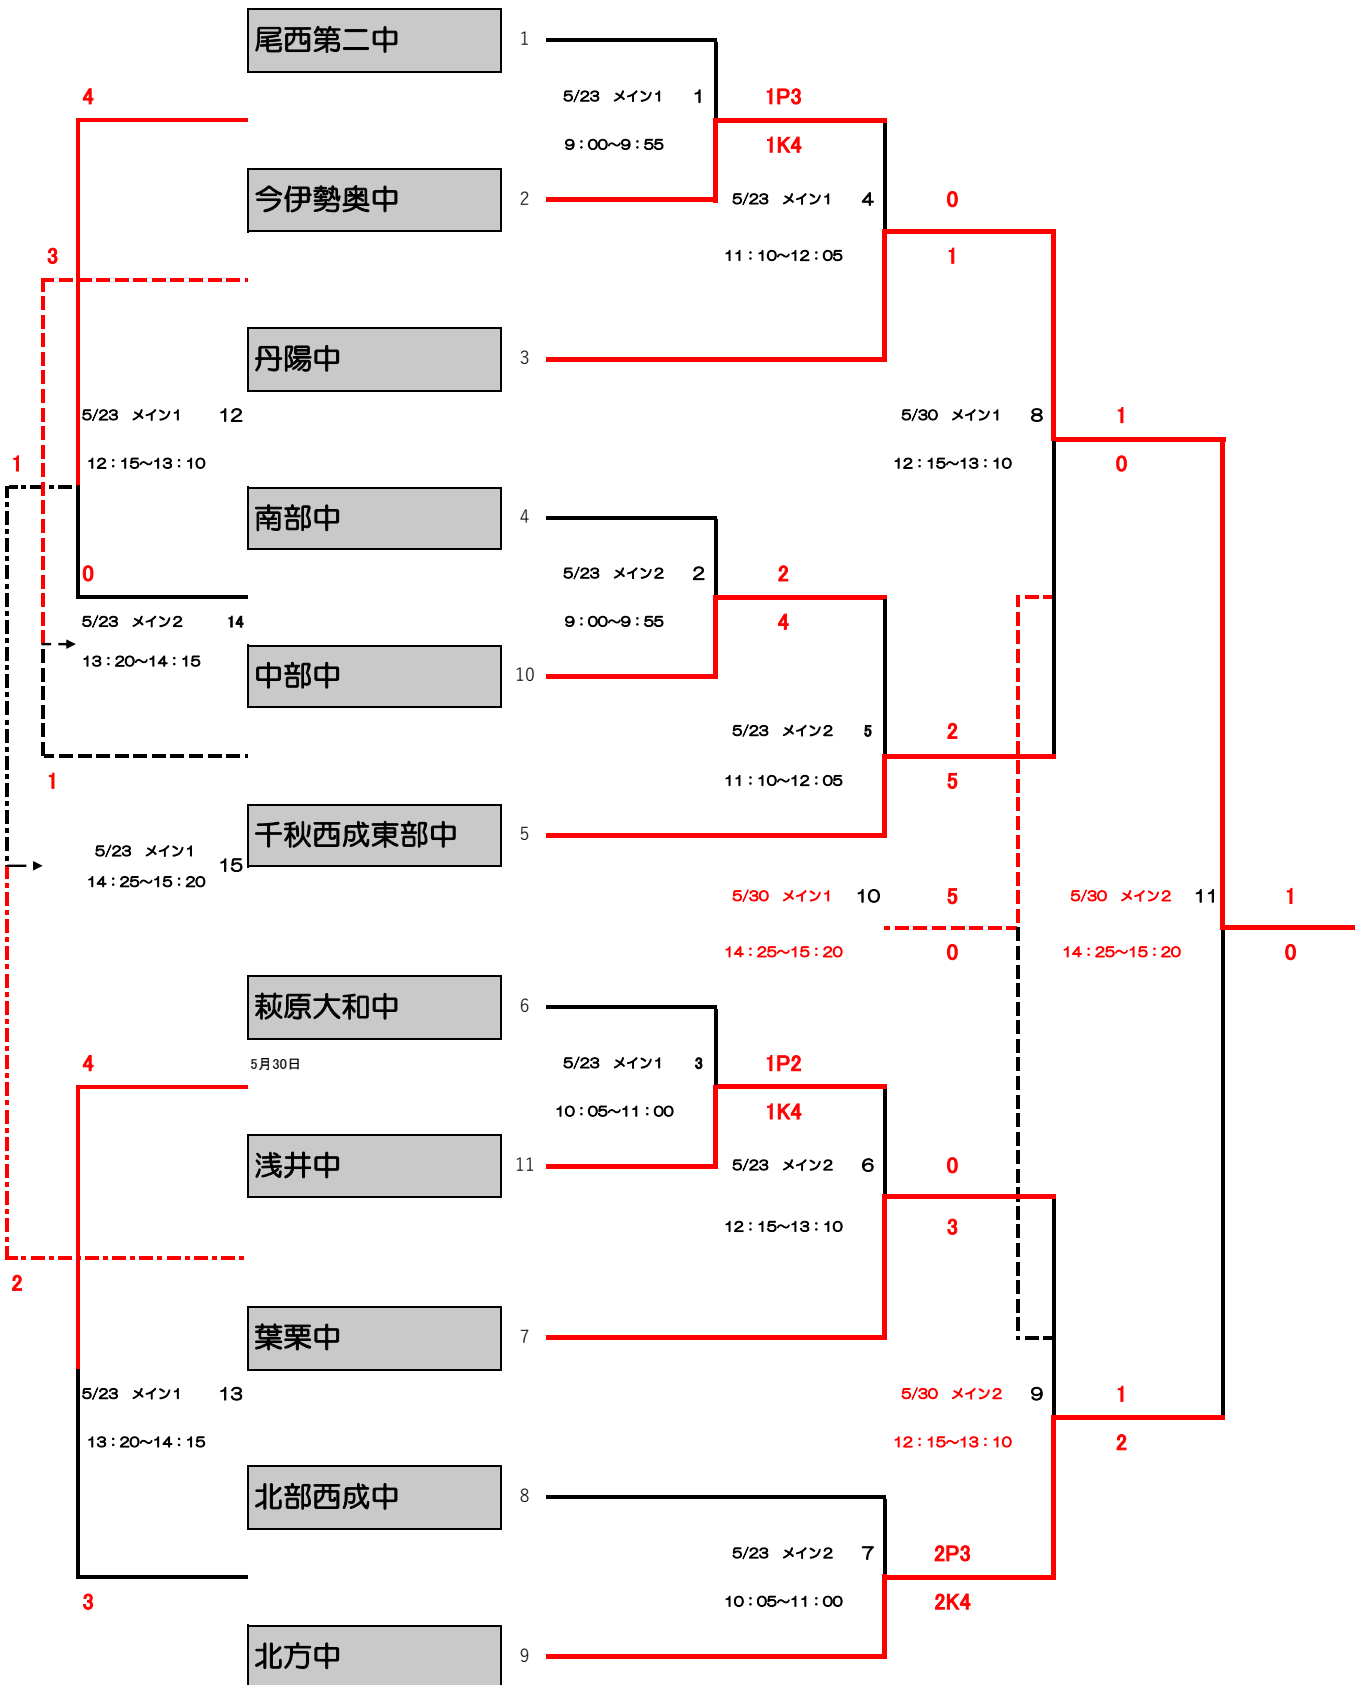 尾西第二中 1
4 5/23 メイン1 1 1P3
9：00～9：55 1K4
今伊勢奥中 2 5/23 メイン1 4 0
3 11：10～12：05 1
丹陽中 3
5/23 メイン1 12 5/30 メイン1 8 1
1 12：15～13：10 12：15～13：10 0
南部中 4
0 5/23 メイン2 2 2
5/23 メイン2 14 9：00～9：55 4
13：20～14：15
中部中 10
5/23 メイン2 5 2
1 11：10～12：05 5
千秋西成東部中 5
5/23 メイン1 15
14：25～15：20
5/30 メイン1 10 5 5/30 メイン2 11 1
14：25～15：20 0 14：25～15：20 0
萩原大和中 6
4 5月30日 5/23 メイン1 3 1P2
10：05～11：00 1K4
浅井中 11 5/23 メイン2 6 0
12：15～13：10 3
2
葉栗中 7
5/23 メイン1 13 5/30 メイン2 9 1
13：20～14：15 12：15～13：10 2
北部西成中 8
5/23 メイン2 7 2P3
3 10：05～11：00 2K4
北方中 9